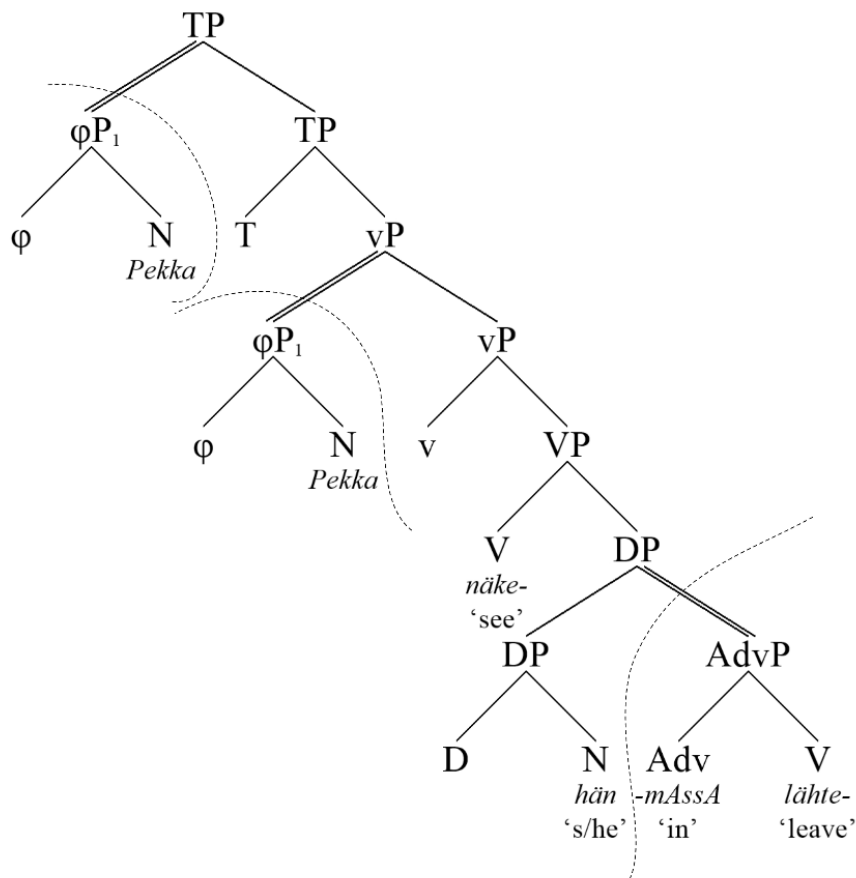 TP
φP₁ TP
φ N T vP
Pekka
φP₁ vP
φ N v VP
Pekka
V DP
näke-
‘see’
DP AdvP
D N Adv V
hän -mAssA lähte-
‘s/he’ ‘in’ ‘leave’